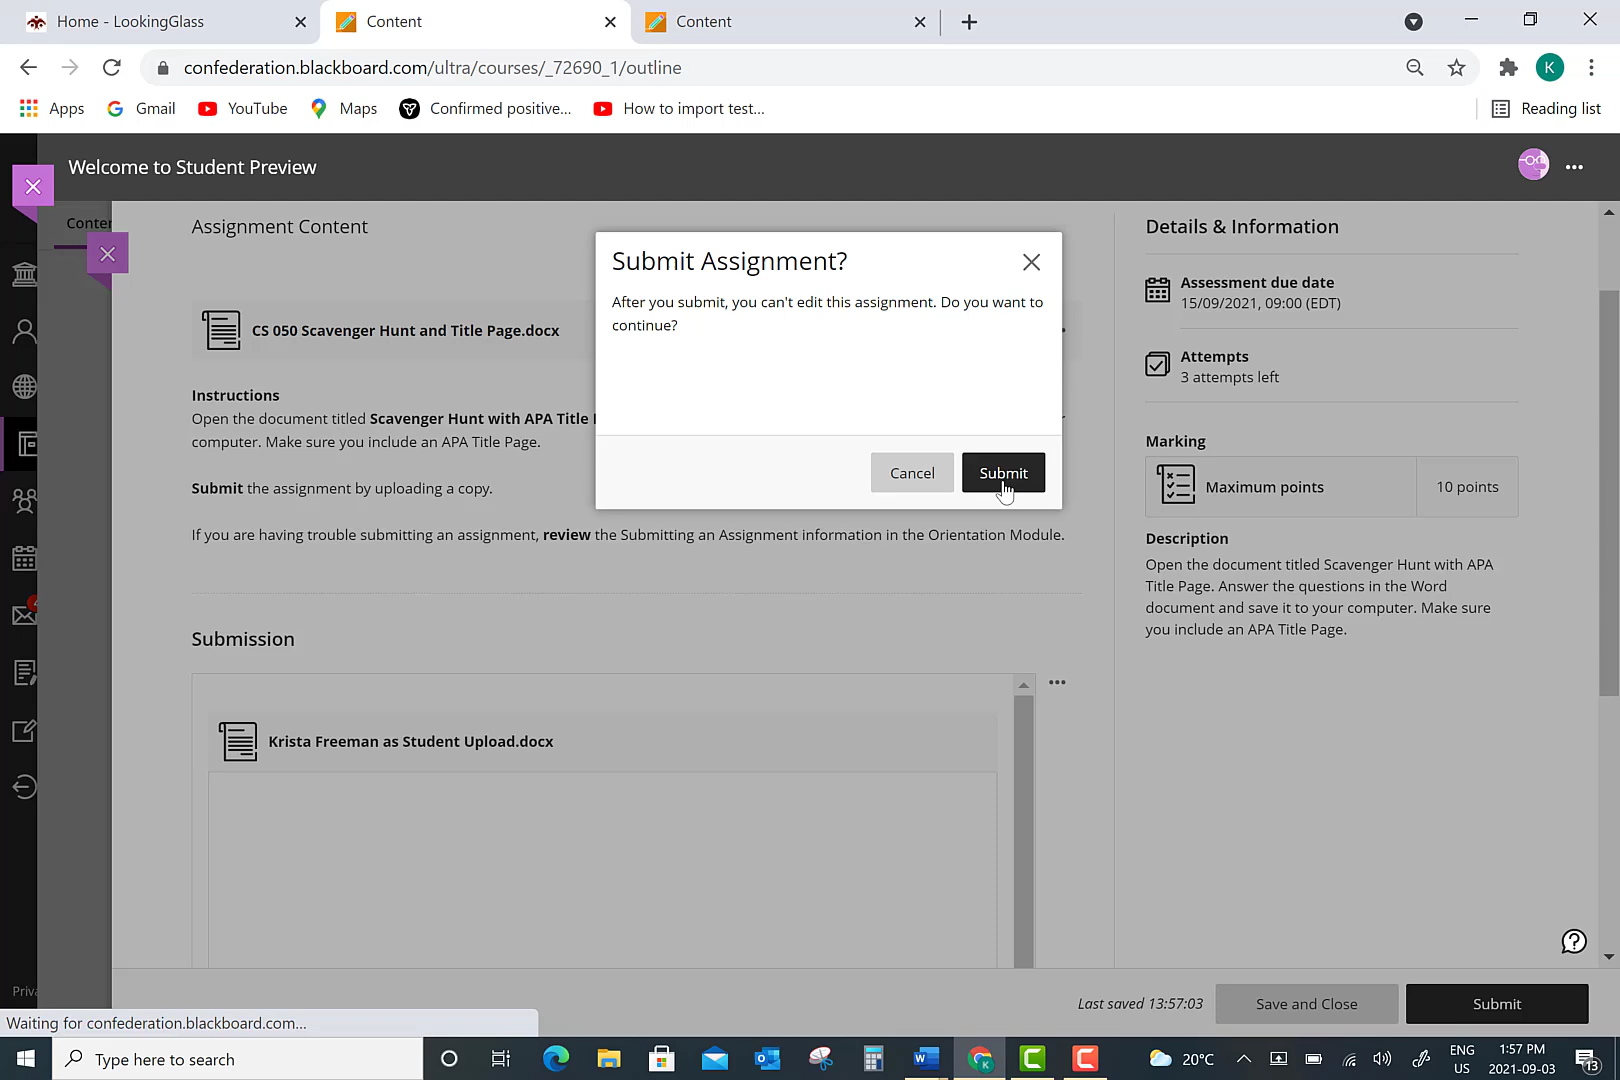 Home - LookingGlass
Content
Content
confederation.blackboard.com/ultra/courses/_72690_1/outline
K
Apps
Gmail
YouTube
Maps
Confirmed positive...
How to import test...
Reading list
Welcome to Student Preview
Conten
Assignment Content
CS 050 Scavenger Hunt and Title Page.docx
Instructions
Open the document titled Scavenger Hunt with APA Title
computer. Make sure you include an APA Title Page.
Submit the assignment by uploading a copy.
If you are having trouble submitting an assignment, review the Submitting an Assignment information in the Orientation Module.
Submission
Krista Freeman as Student Upload.docx
Submit Assignment?
After you submit, you can't edit this assignment. Do you want to
continue?
Cancel
Submit
Details & Information
Assessment due date
15/09/2021, 09:00 (EDT)
Attempts
3 attempts left
Marking
Maximum points
10 points
Description
Open the document titled Scavenger Hunt with APA
Title Page. Answer the questions in the Word
document and save it to your computer. Make sure
you include an APA Title Page.
Priva
Last saved 13:57:03
Save and Close
Submit
Waiting for confederation.blackboard.com...
Type here to search
20°C
ENG
US
1:57 PM
2021-09-03
13